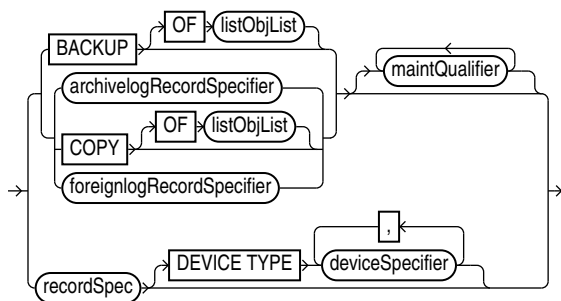 BACKUP OF listObjList
maintQualifier
archivelogRecordSpecifier
COPY OF listObjList
foreignlogRecordSpecifier
,
recordSpec DEVICE TYPE deviceSpecifier